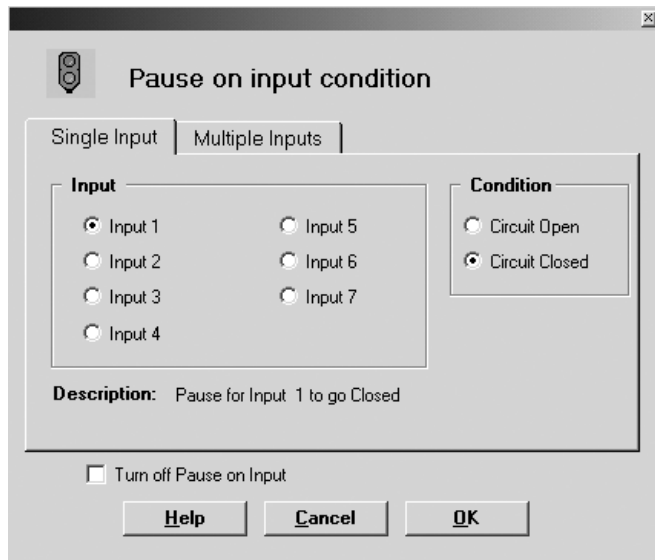 Pause on input condition
Single Input
Multiple Inputs
Input
Input 1
Input 5
Input 2
Input 6
Input 3
Input 7
Input 4
Condition
Circuit Open
Circuit Closed
Description: Pause for Input 1 to go Closed
Turn off Pause on Input
Help
Cancel
OK